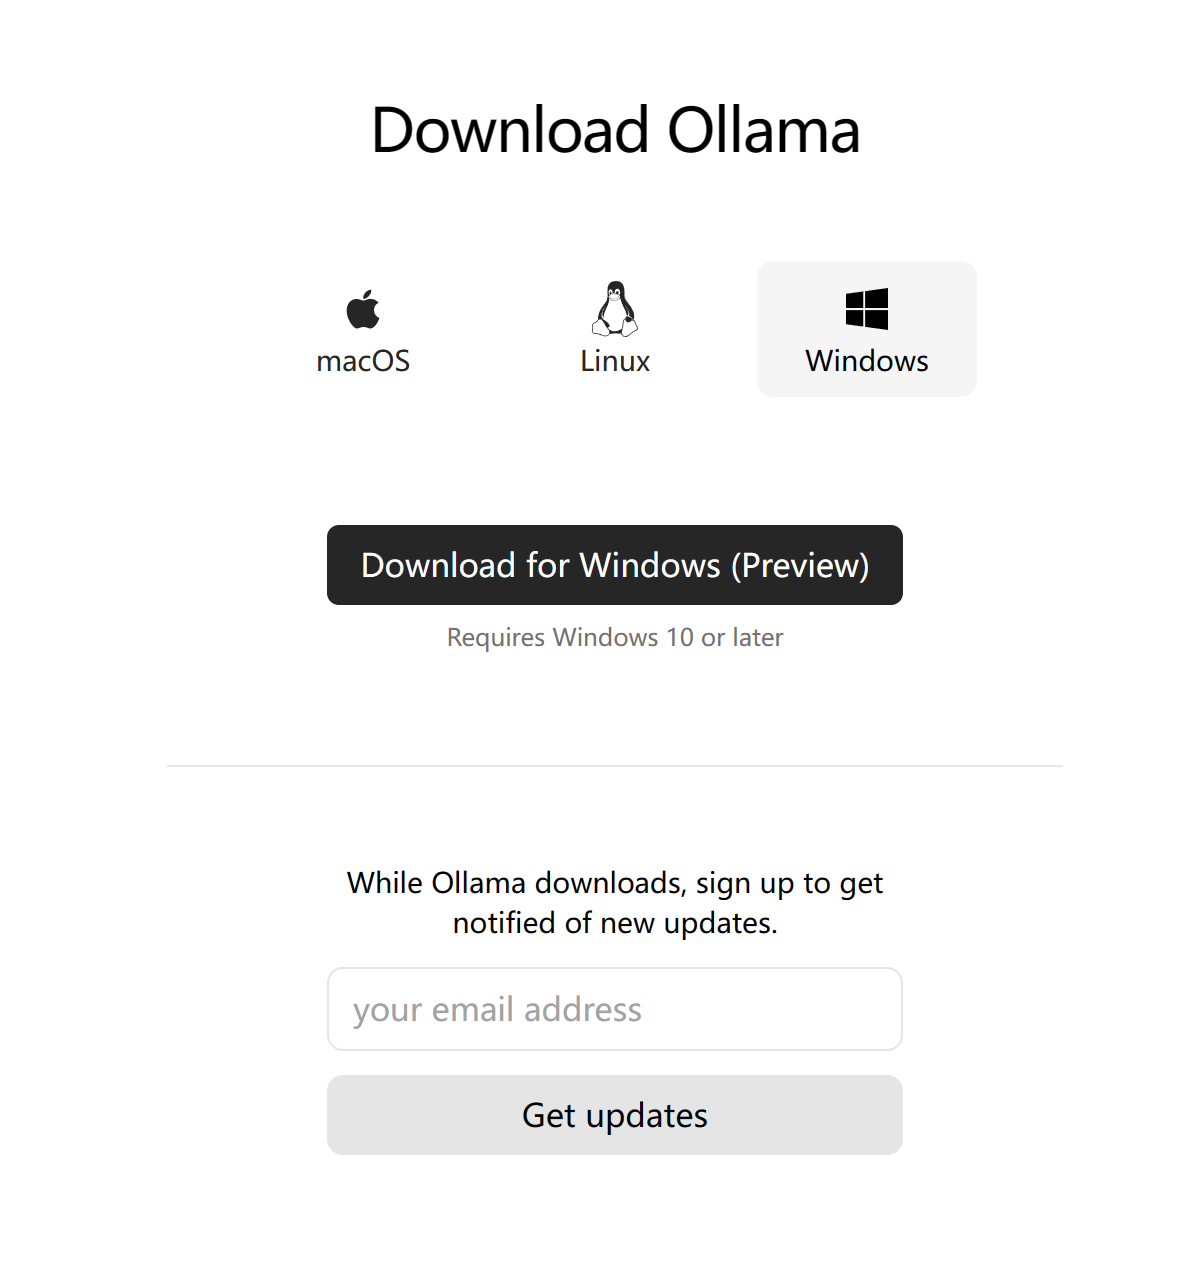 Download Ollama
macOS
Linux
Windows
Download for Windows (Preview)
Requires Windows 10 or later
While Ollama downloads, sign up to get
notified of new updates.
your email address
Get updates